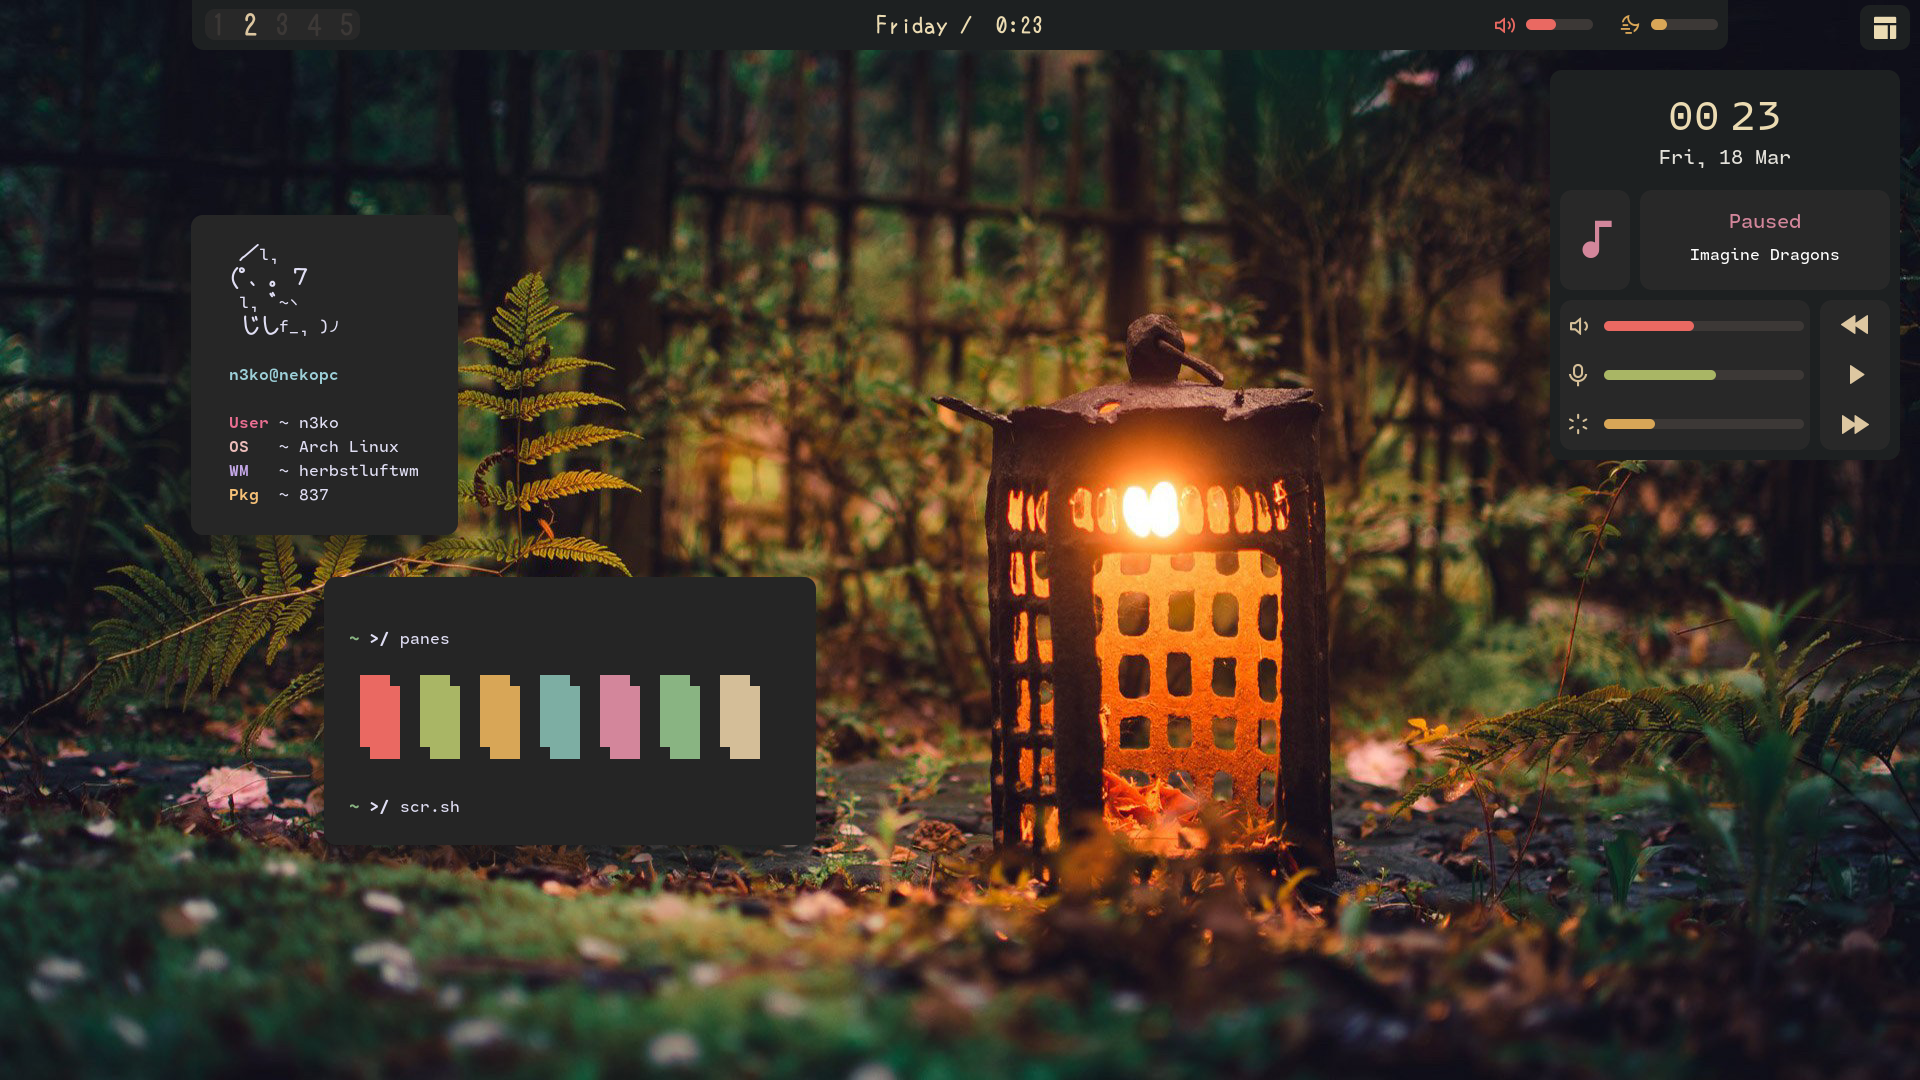 1 2 3 4 5
Friday / 0:23
00 23
Fri, 18 Mar
Paused
Imagine Dragons
／l、
(ﾟ､ ｡ 7
l、 ~ヽ
じしf_, )ノ
n3ko@nekopc
User ~ n3ko
OS ~ Arch Linux
WM ~ herbstluftwm
Pkg ~ 837
~ >/ panes
~ >/ scr.sh